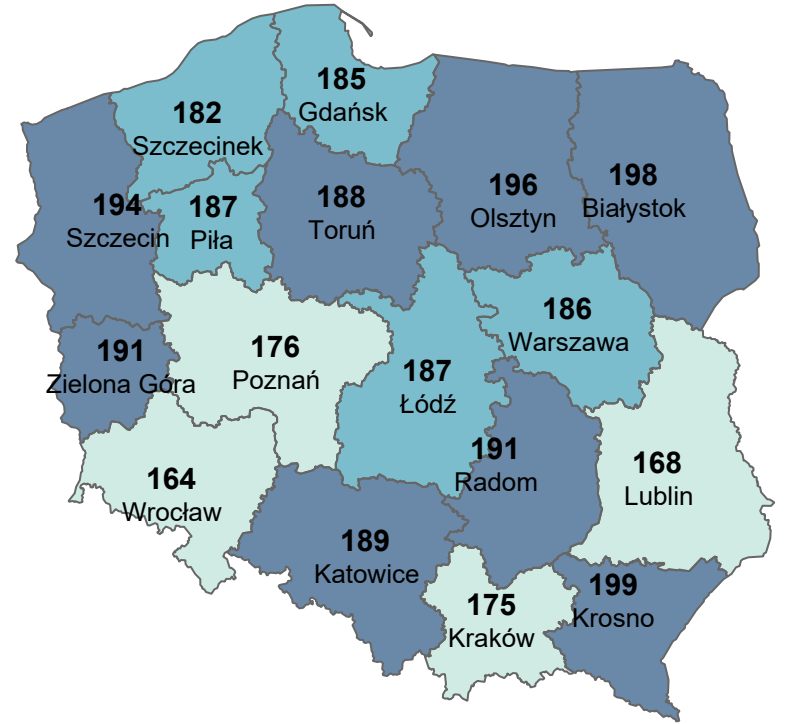 185
Gdańsk
182
Szczecinek
198
Białystok
196
Olsztyn
188
Toruń
194
Szczecin
187
Piła
186
Warszawa
191
Zielona Góra
176
Poznań
187
Łódź
191
Radom
168
Lublin
164
Wrocław
189
Katowice
199
Krosno
175
Kraków